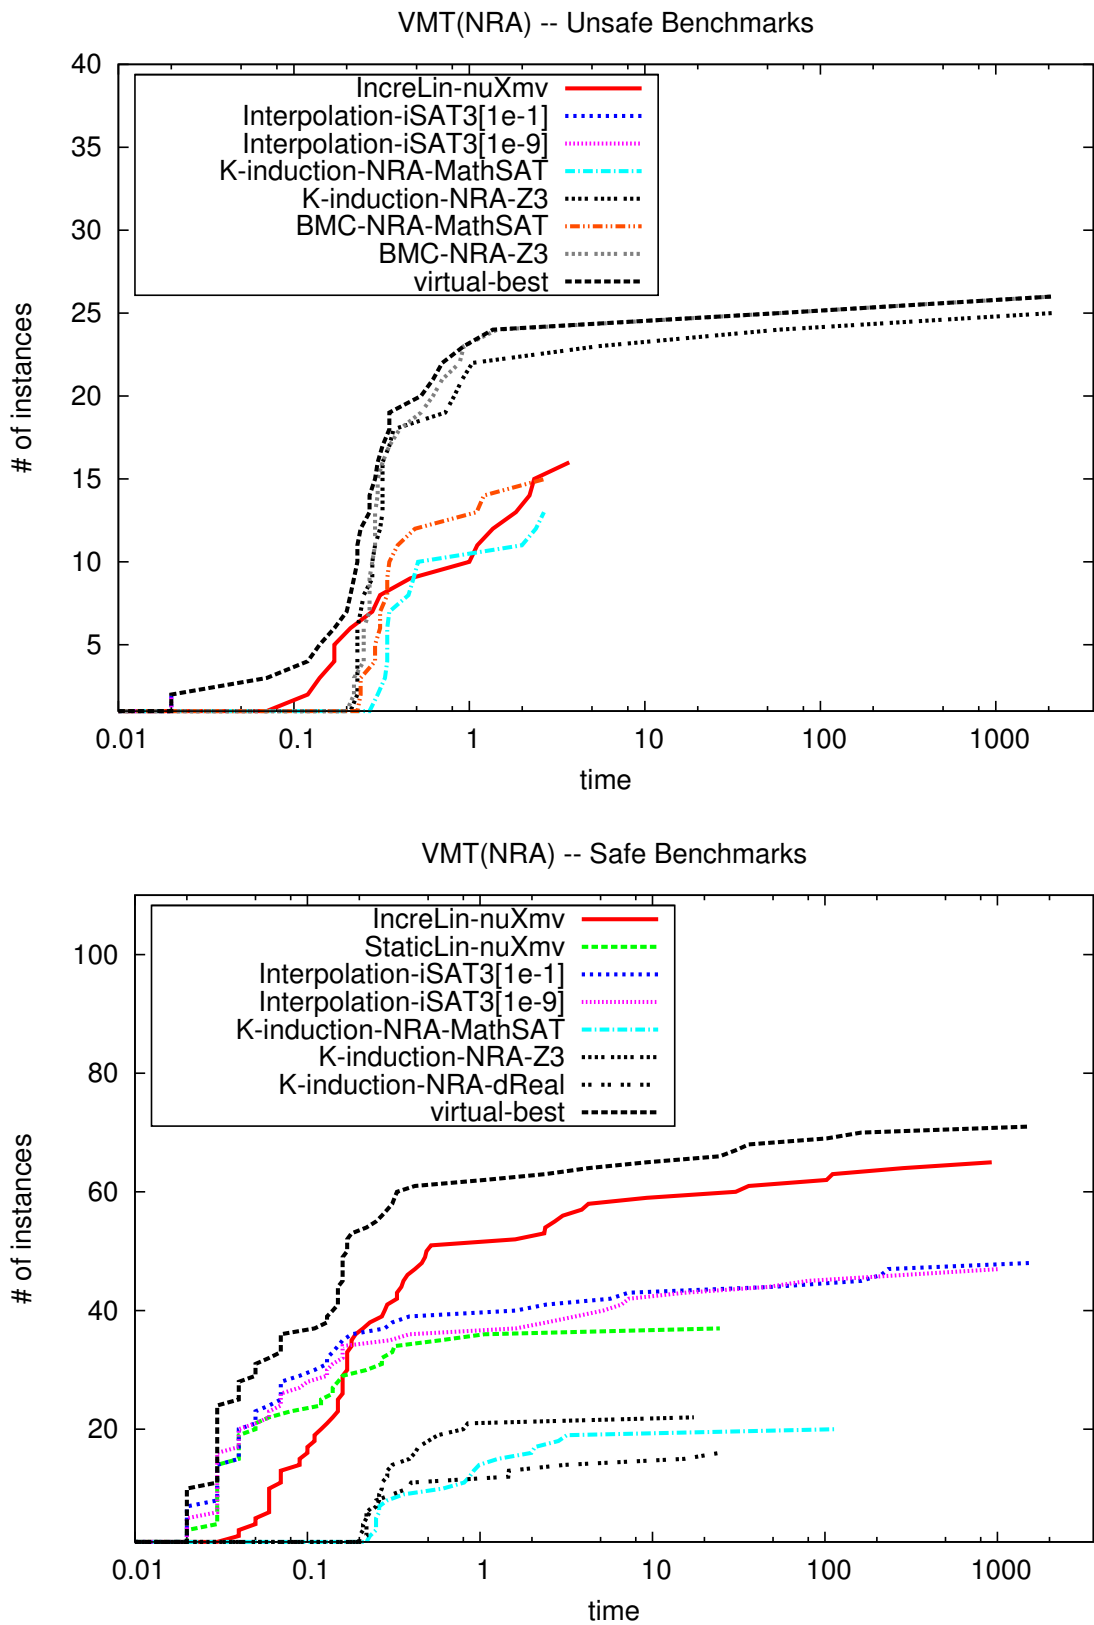 VMT(NRA) -- Unsafe Benchmarks
40
35
30
25
20
15
10
5
# of instances
IncreLin-nuXmv
Interpolation-iSAT3[1e-1]
Interpolation-iSAT3[1e-9]
K-induction-NRA-MathSAT
K-induction-NRA-Z3
BMC-NRA-MathSAT
BMC-NRA-Z3
virtual-best
0.01 0.1 1 10 100 1000
time
VMT(NRA) -- Safe Benchmarks
100
80
60
40
20
# of instances
IncreLin-nuXmv
StaticLin-nuXmv
Interpolation-iSAT3[1e-1]
Interpolation-iSAT3[1e-9]
K-induction-NRA-MathSAT
K-induction-NRA-Z3
K-induction-NRA-dReal
virtual-best
0.01 0.1 1 10 100 1000
time